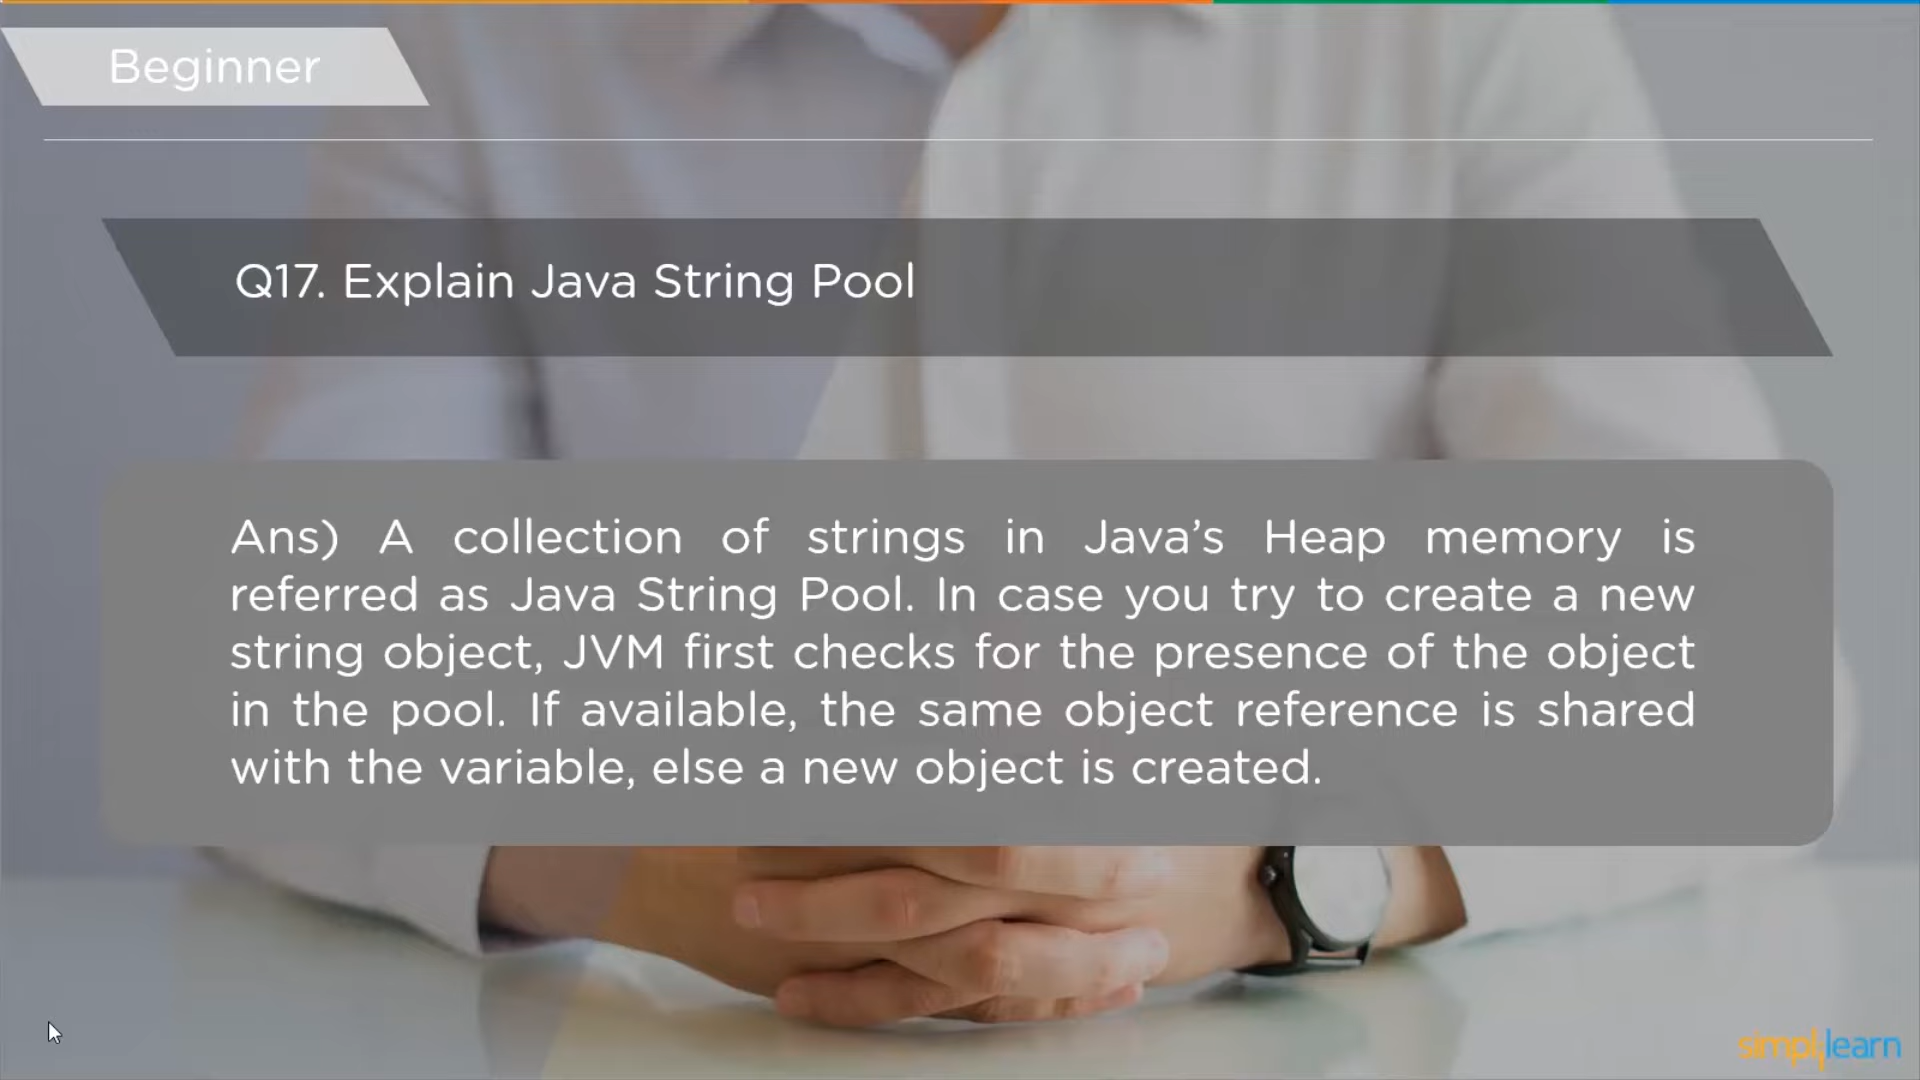 Beginner
Q17. Explain Java String Pool
Ans) A collection of strings in Java’s Heap memory is
referred as Java String Pool. In case you try to create a new
string object, JVM first checks for the presence of the object
in the pool. If available, the same object reference is shared
with the variable, else a new object is created.
simplilearn